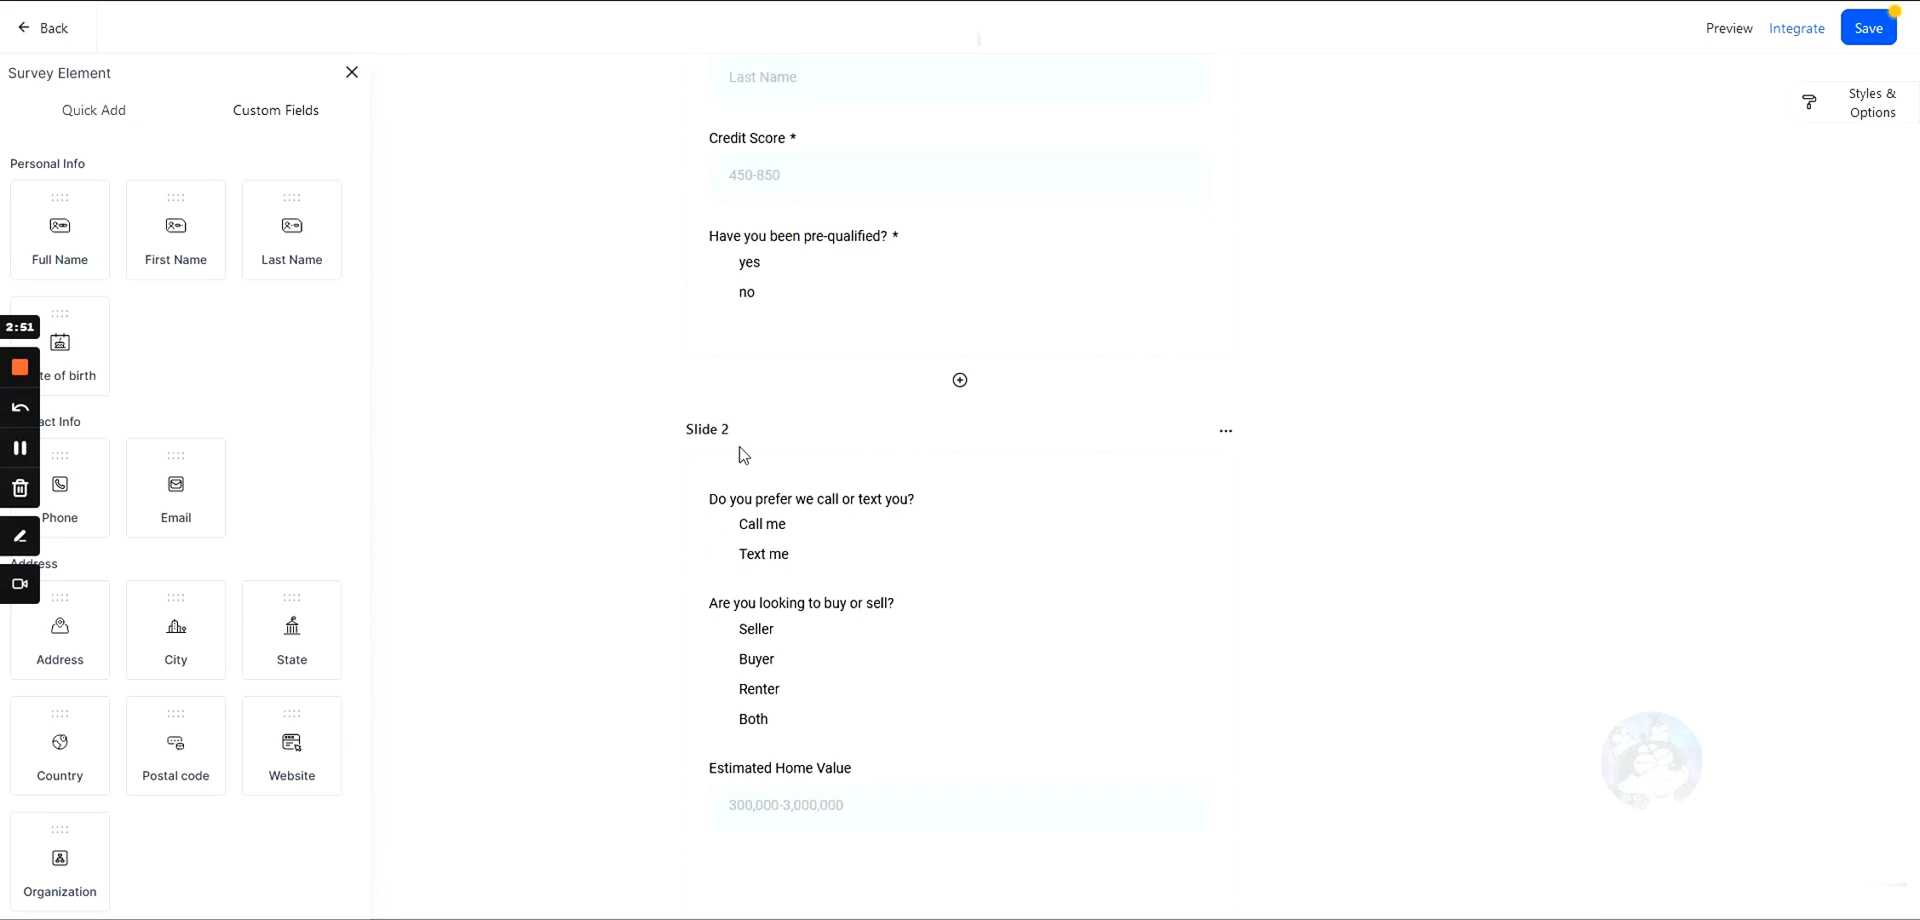 Back
Preview
Integrate
Save
Survey Element
Quick Add
Custom Fields
Styles &
Options
Personal Info
Full Name
First Name
Last Name
2:51
te of birth
act Info
Phone
Email
Address
Address
City
State
Country
Postal code
Website
Organization
Last Name
Credit Score *
450-850
Have you been pre-qualified? *
yes
no
Slide 2
Do you prefer we call or text you?
Call me
Text me
Are you looking to buy or sell?
Seller
Buyer
Renter
Both
Estimated Home Value
300,000-3,000,000